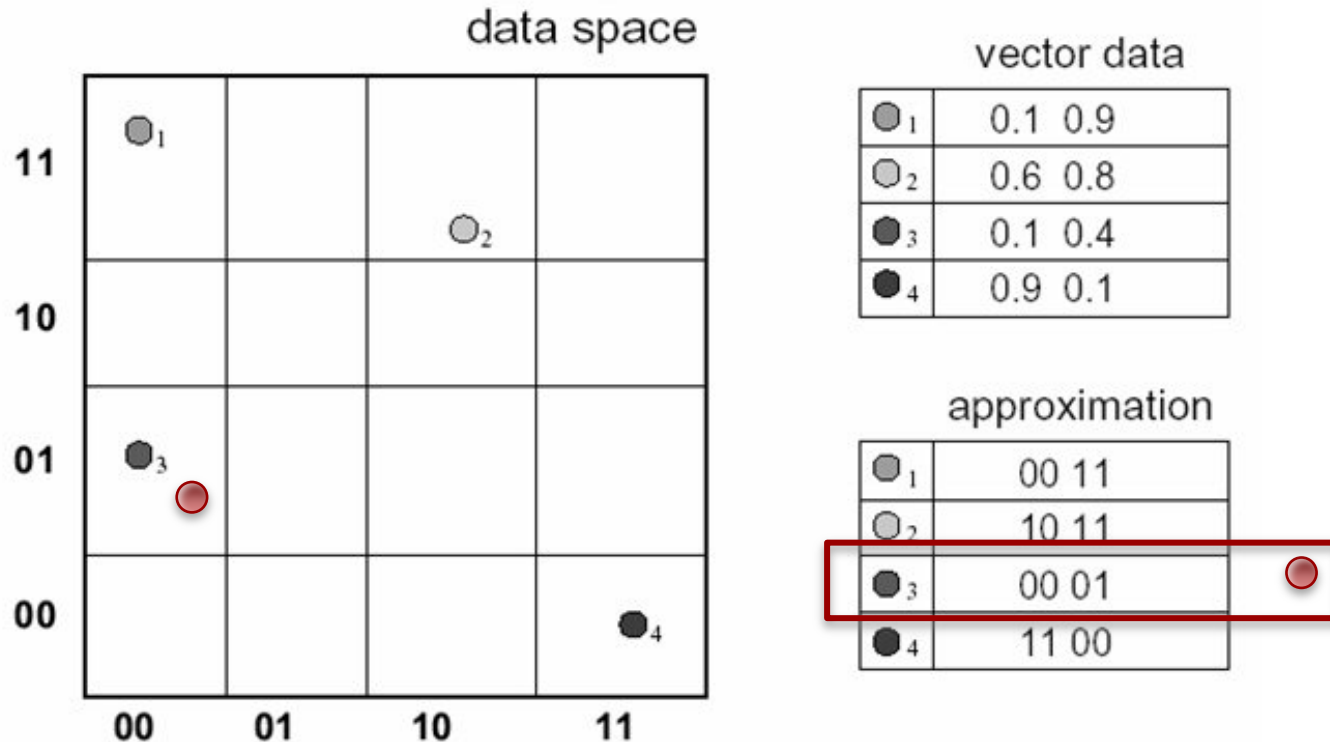 data space
11
10
01
00
00 01 10 11
1
2
3
4
vector data
1 0.1 0.9
2 0.6 0.8
3 0.1 0.4
4 0.9 0.1
approximation
1 00 11
2 10 11
3 00 01
4 11 00